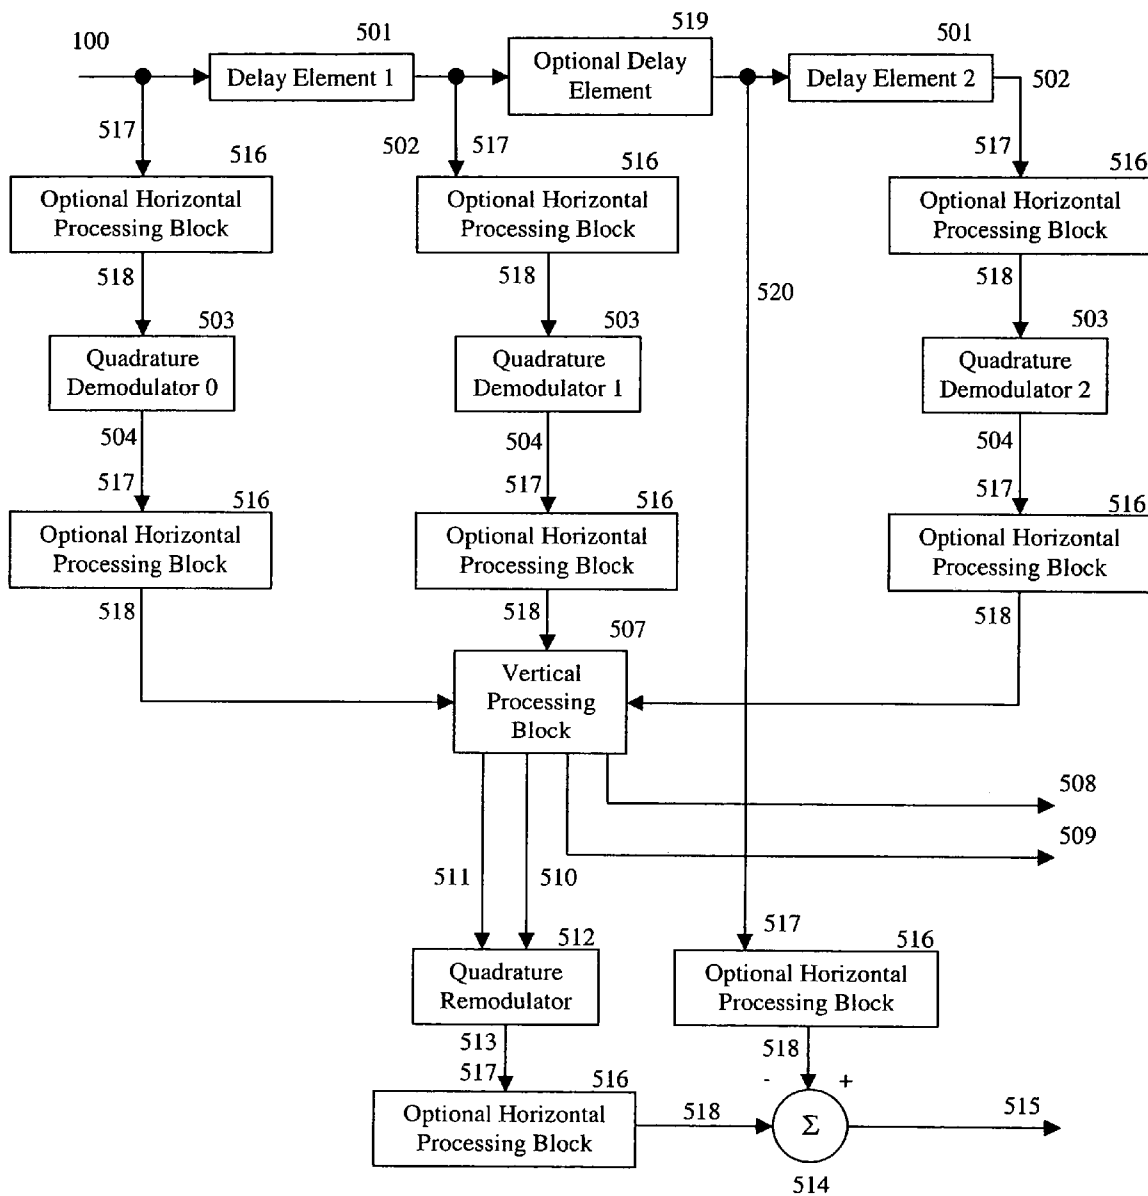 100
501
519
501
Delay Element 1
Optional Delay
Element
Delay Element 2
502
517
502
517
517
516
516
516
Optional Horizontal
Processing Block
Optional Horizontal
Processing Block
Optional Horizontal
Processing Block
518
518
518
520
503
503
503
Quadrature
Demodulator 0
Quadrature
Demodulator 1
Quadrature
Demodulator 2
504
504
504
517
517
517
516
516
516
Optional Horizontal
Processing Block
Optional Horizontal
Processing Block
Optional Horizontal
Processing Block
518
518
518
507
Vertical
Processing
Block
508
509
511
510
517
512
516
Quadrature
Remodulator
Optional Horizontal
Processing Block
513
518
517
516
- +
Optional Horizontal
Processing Block
518
Σ
515
514